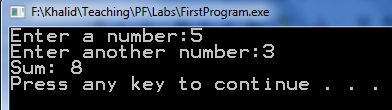 F:\Khalid\Teaching\PF\Labs\FirstProgram.exe
Enter a number:5
Enter another number:3
Sum: 8
Press any key to continue . . .